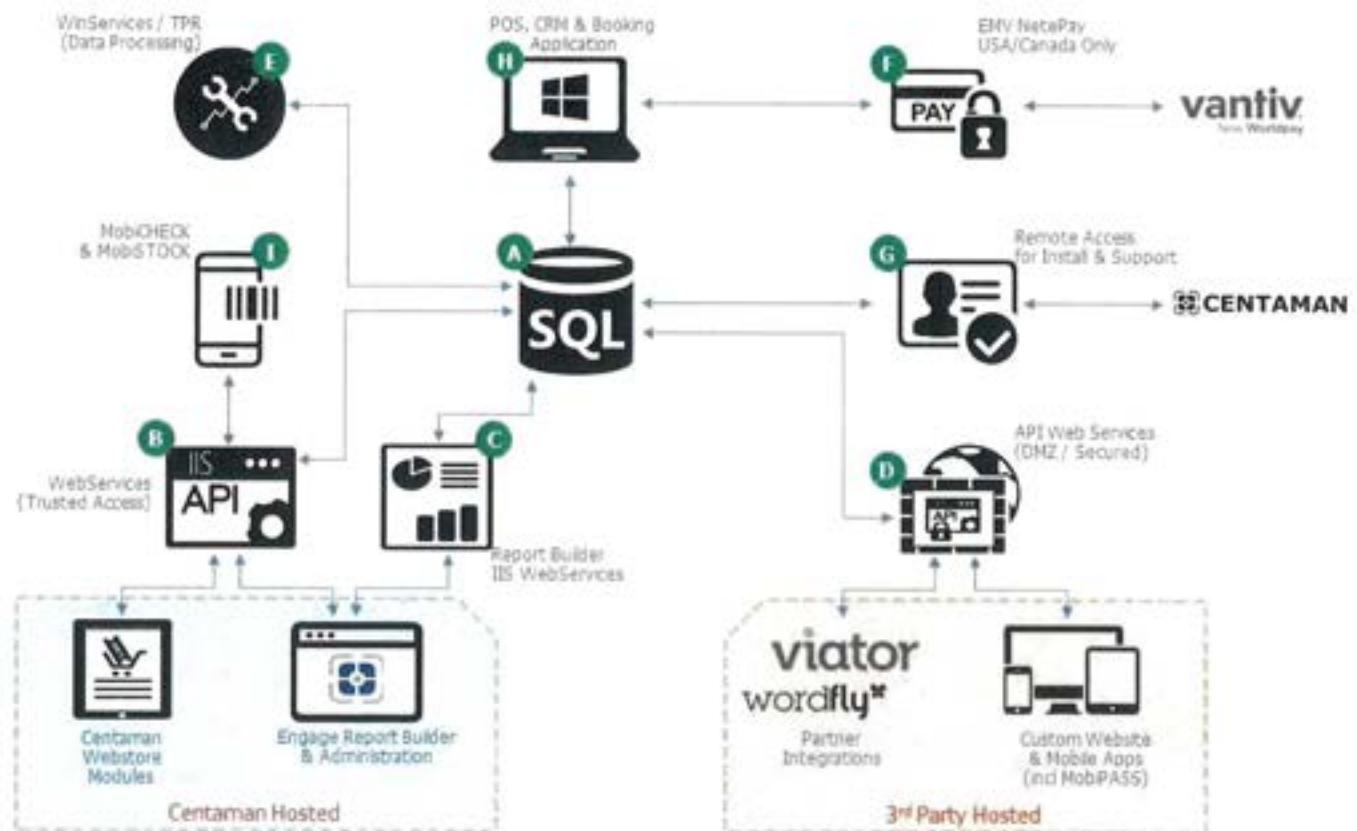 WinServices / TPR
(Data Processing)
E
POS, CRM & Booking
Application
H
EMV NetePay
USA/Canada Only
F
PAY
vantiv
Now Worldpay
MobiCHECK
& MobiSTOCK
I
A
SQL
Remote Access
for Install & Support
G
CENTAMAN
B
IIS
API
WebServices
(Trusted Access)
C
Report Builder
IIS WebServices
API Web Services
(DMZ / Secured)
D
API
Centaman
Webstore
Modules
Engage Report Builder
& Administration
Centaman Hosted
viator
wordfly
Partner
Integrations
Custom Website
& Mobile Apps
(incl MobiPASS)
3rd Party Hosted